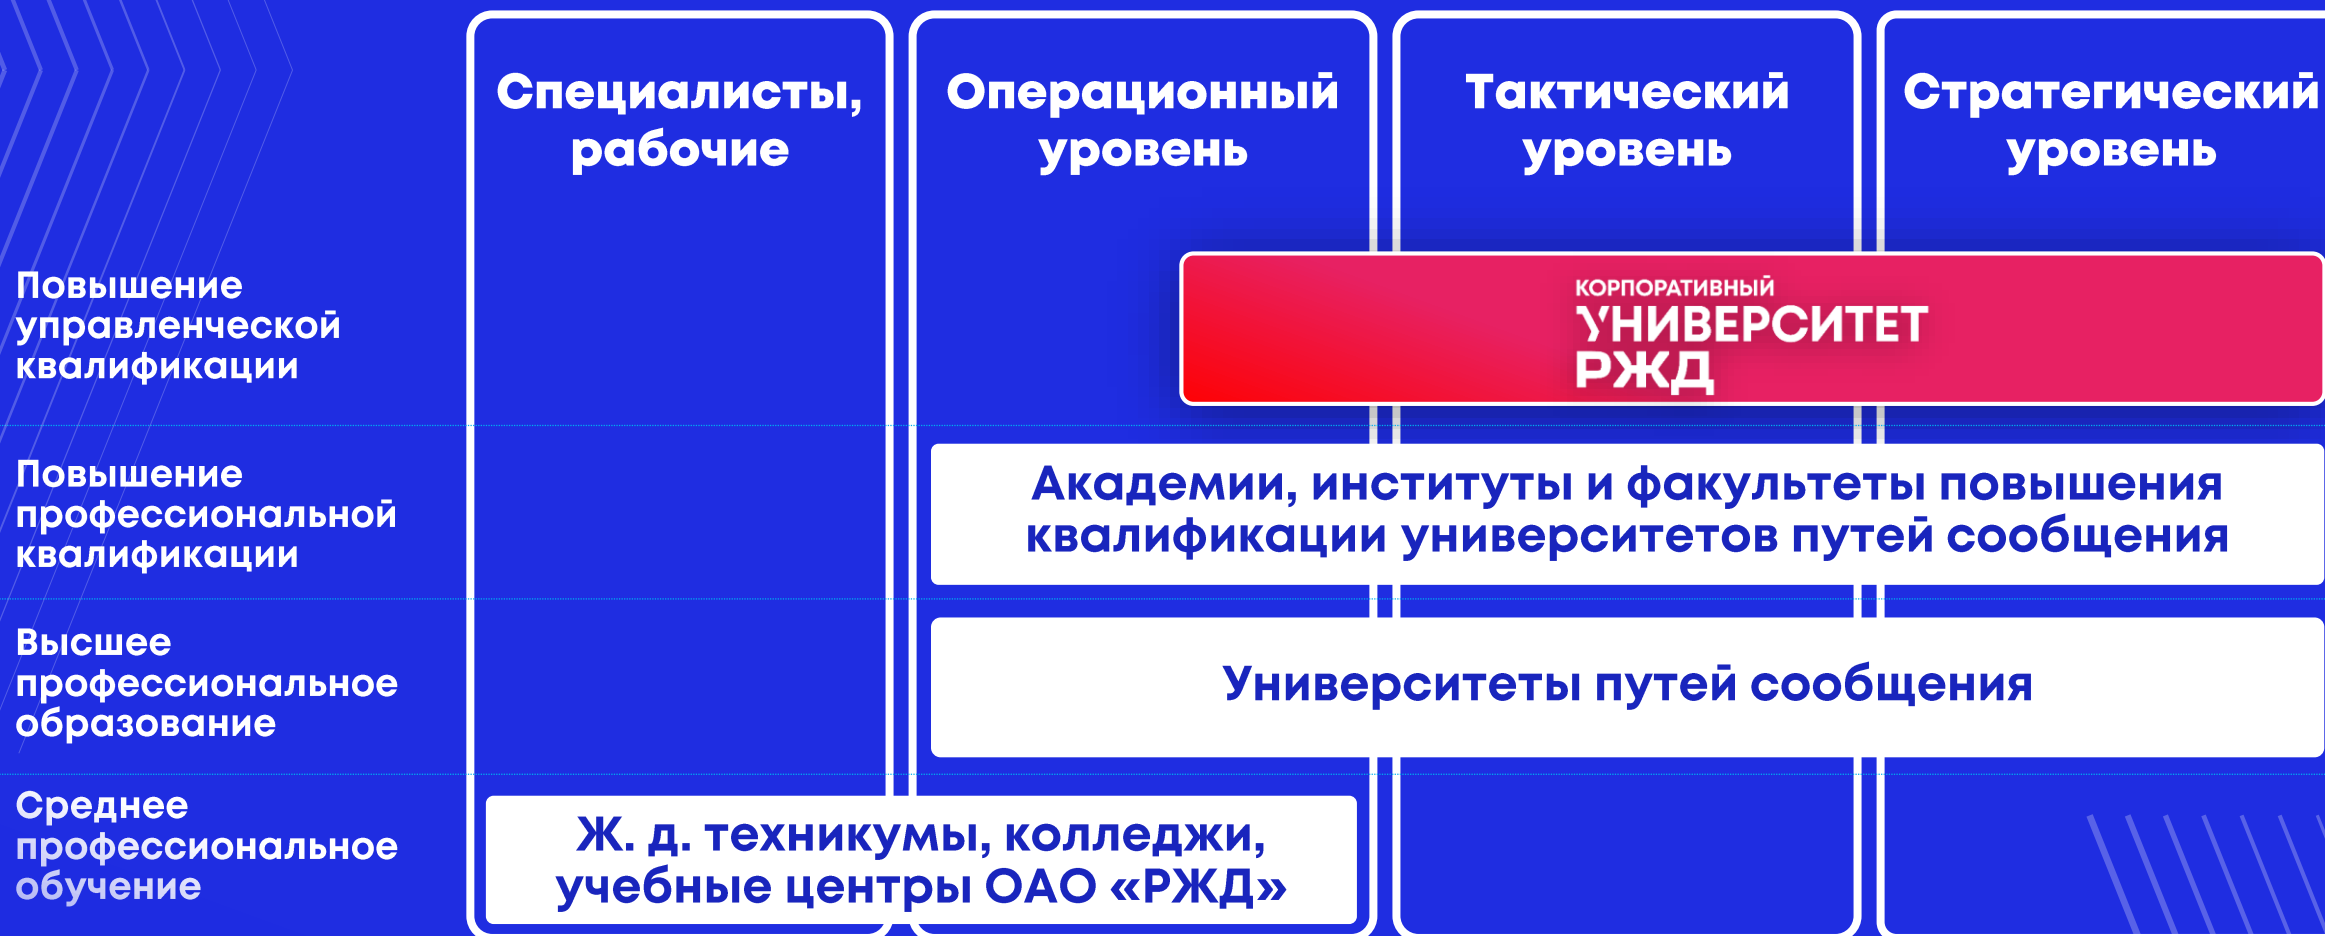 Специалисты,
рабочие
Операционный
уровень
Тактический
уровень
Стратегический
уровень
Повышение
управленческой
квалификации
КОРПОРАТИВНЫЙ
УНИВЕРСИТЕТ
РЖД
Повышение
профессиональной
квалификации
Академии, институты и факультеты повышения
квалификации университетов путей сообщения
Высшее
профессиональное
образование
Университеты путей сообщения
Среднее
профессиональное
обучение
Ж. д. техникумы, колледжи,
учебные центры ОАО «РЖД»